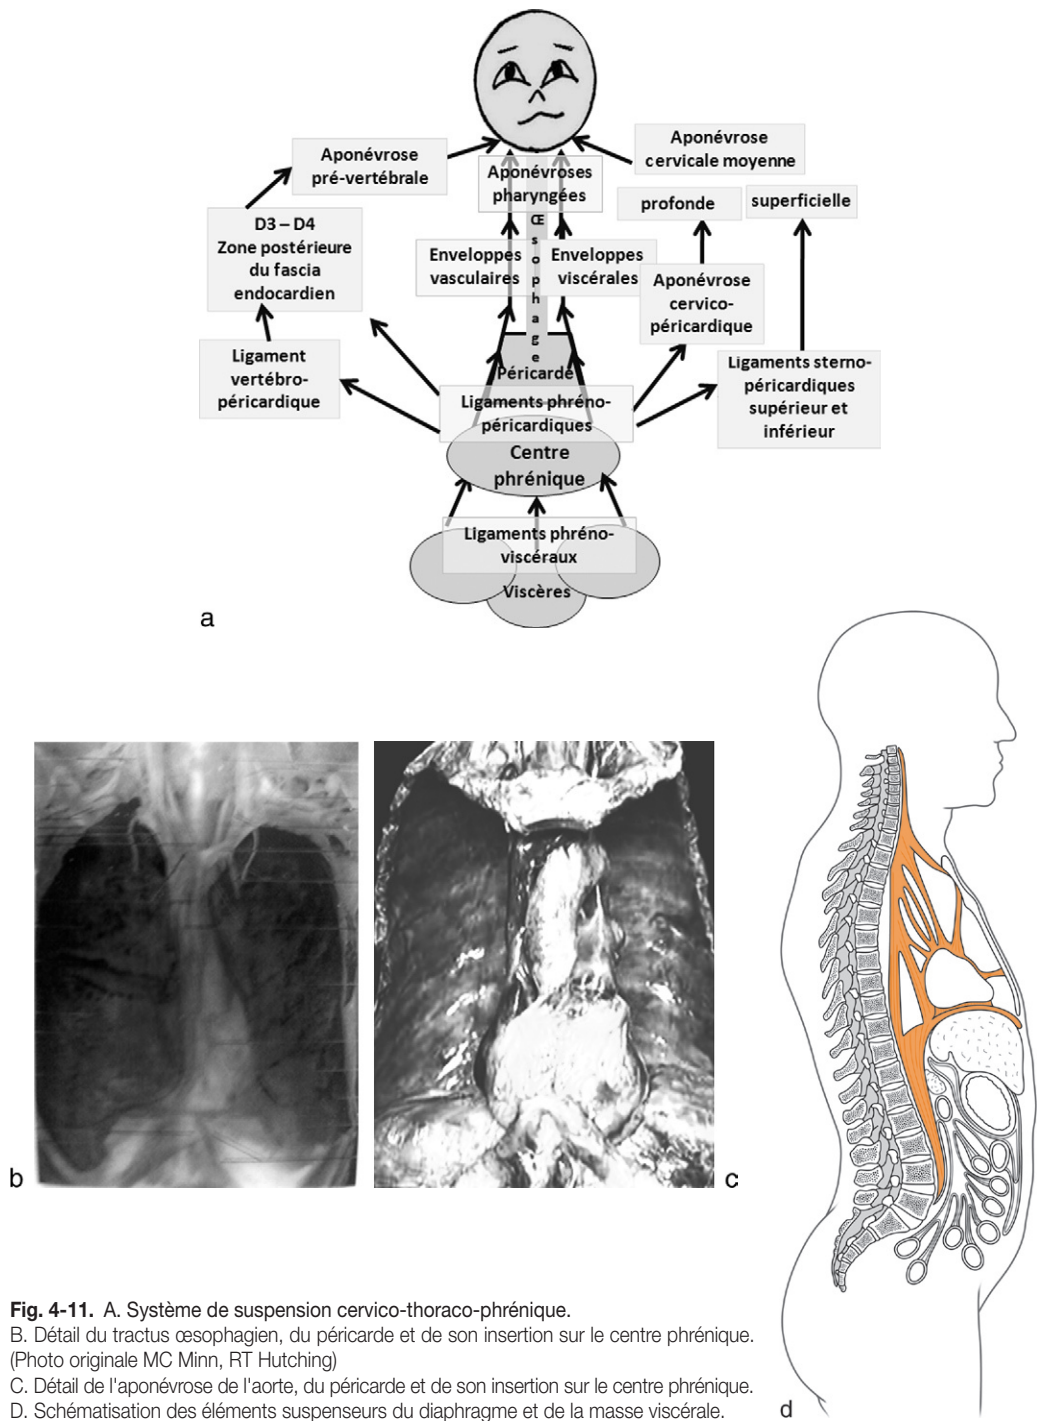 Aponévrose
pré-vertébrale
Aponévrose
cervicale moyenne
Aponévroses
pharyngées
profonde
superficielle
D3 – D4
Zone postérieure
du fascia
endocardien
Enveloppes
vasculaires
Œsophage
Enveloppes
viscérales
Aponévrose
cervico-
péricardique
Ligament
vertébro-
péricardique
Péricarde
Ligaments phréno-
péricardiques
Ligaments sterno-
péricardiques
supérieur et
inférieur
Centre
phrénique
Ligaments phréno-
viscéraux
Viscères
a
b
c
d
Fig. 4-11. A. Système de suspension cervico-thoraco-phrénique.
B. Détail du tractus œsophagien, du péricarde et de son insertion sur le centre phrénique.
(Photo originale MC Minn, RT Hutching)
C. Détail de l'aponévrose de l'aorte, du péricarde et de son insertion sur le centre phrénique.
D. Schématisation des éléments suspenseurs du diaphragme et de la masse viscérale.